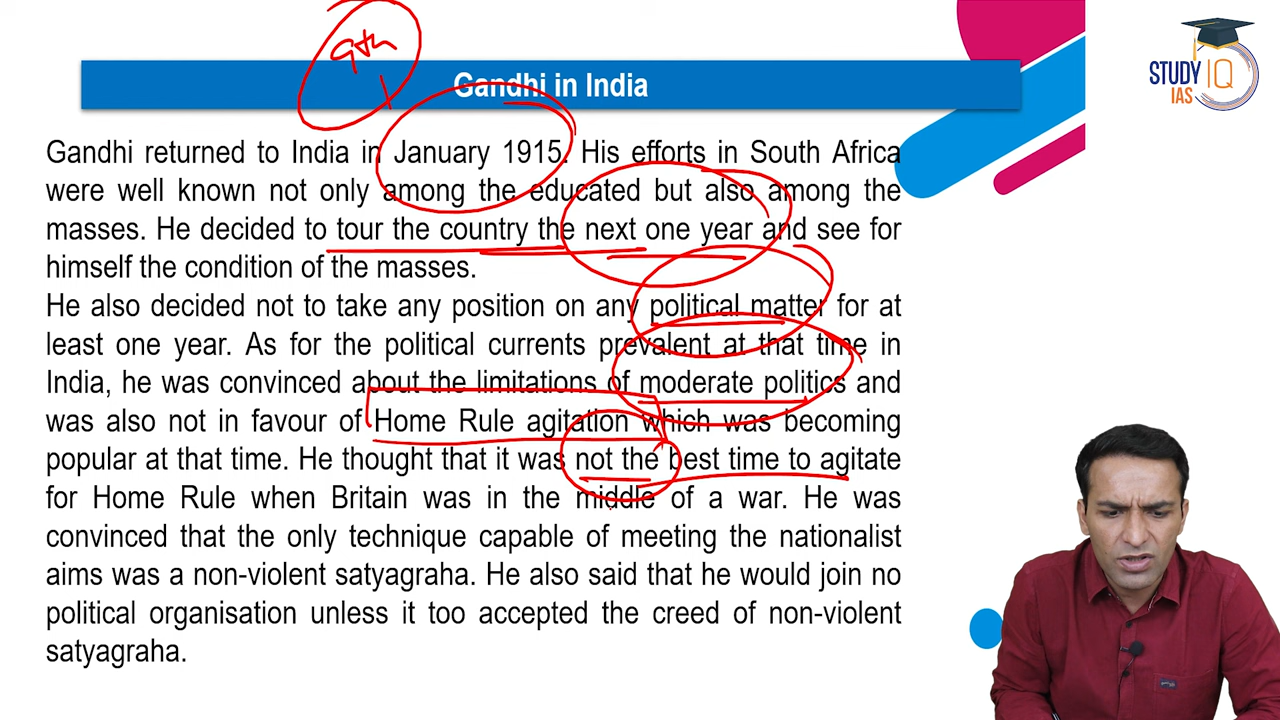 9th
Gandhi in India
STUDY IQ
IAS
Gandhi returned to India in January 1915. His efforts in South Africa
were well known not only among the educated but also among the
masses. He decided to tour the country the next one year and see for
himself the condition of the masses.
He also decided not to take any position on any political matter for at
least one year. As for the political currents prevalent at that time in
India, he was convinced about the limitations of moderate politics and
was also not in favour of Home Rule agitation which was becoming
popular at that time. He thought that it was not the best time to agitate
for Home Rule when Britain was in the middle of a war. He was
convinced that the only technique capable of meeting the nationalist
aims was a non-violent satyagraha. He also said that he would join no
political organisation unless it too accepted the creed of non-violent
satyagraha.